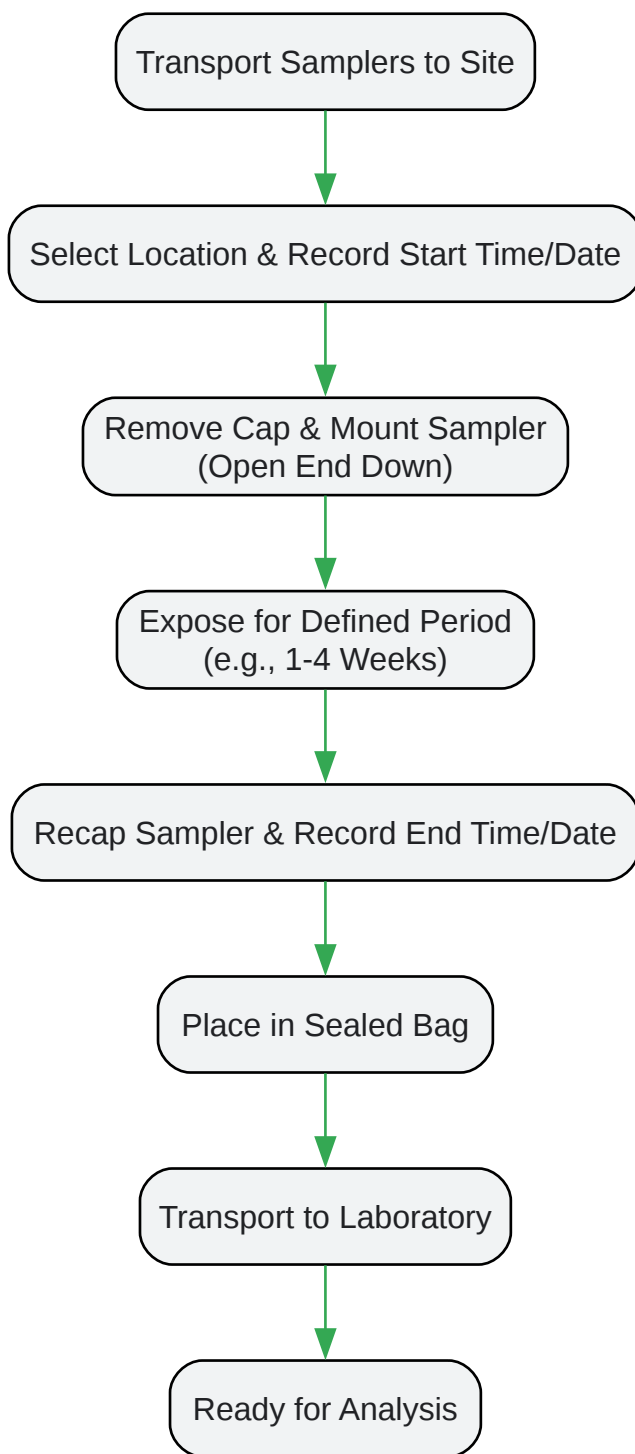 Transport Samplers to Site
Select Location & Record Start Time/Date
Remove Cap & Mount Sampler
(Open End Down)
Expose for Defined Period
(e.g., 1-4 Weeks)
Recap Sampler & Record End Time/Date
Place in Sealed Bag
Transport to Laboratory
Ready for Analysis